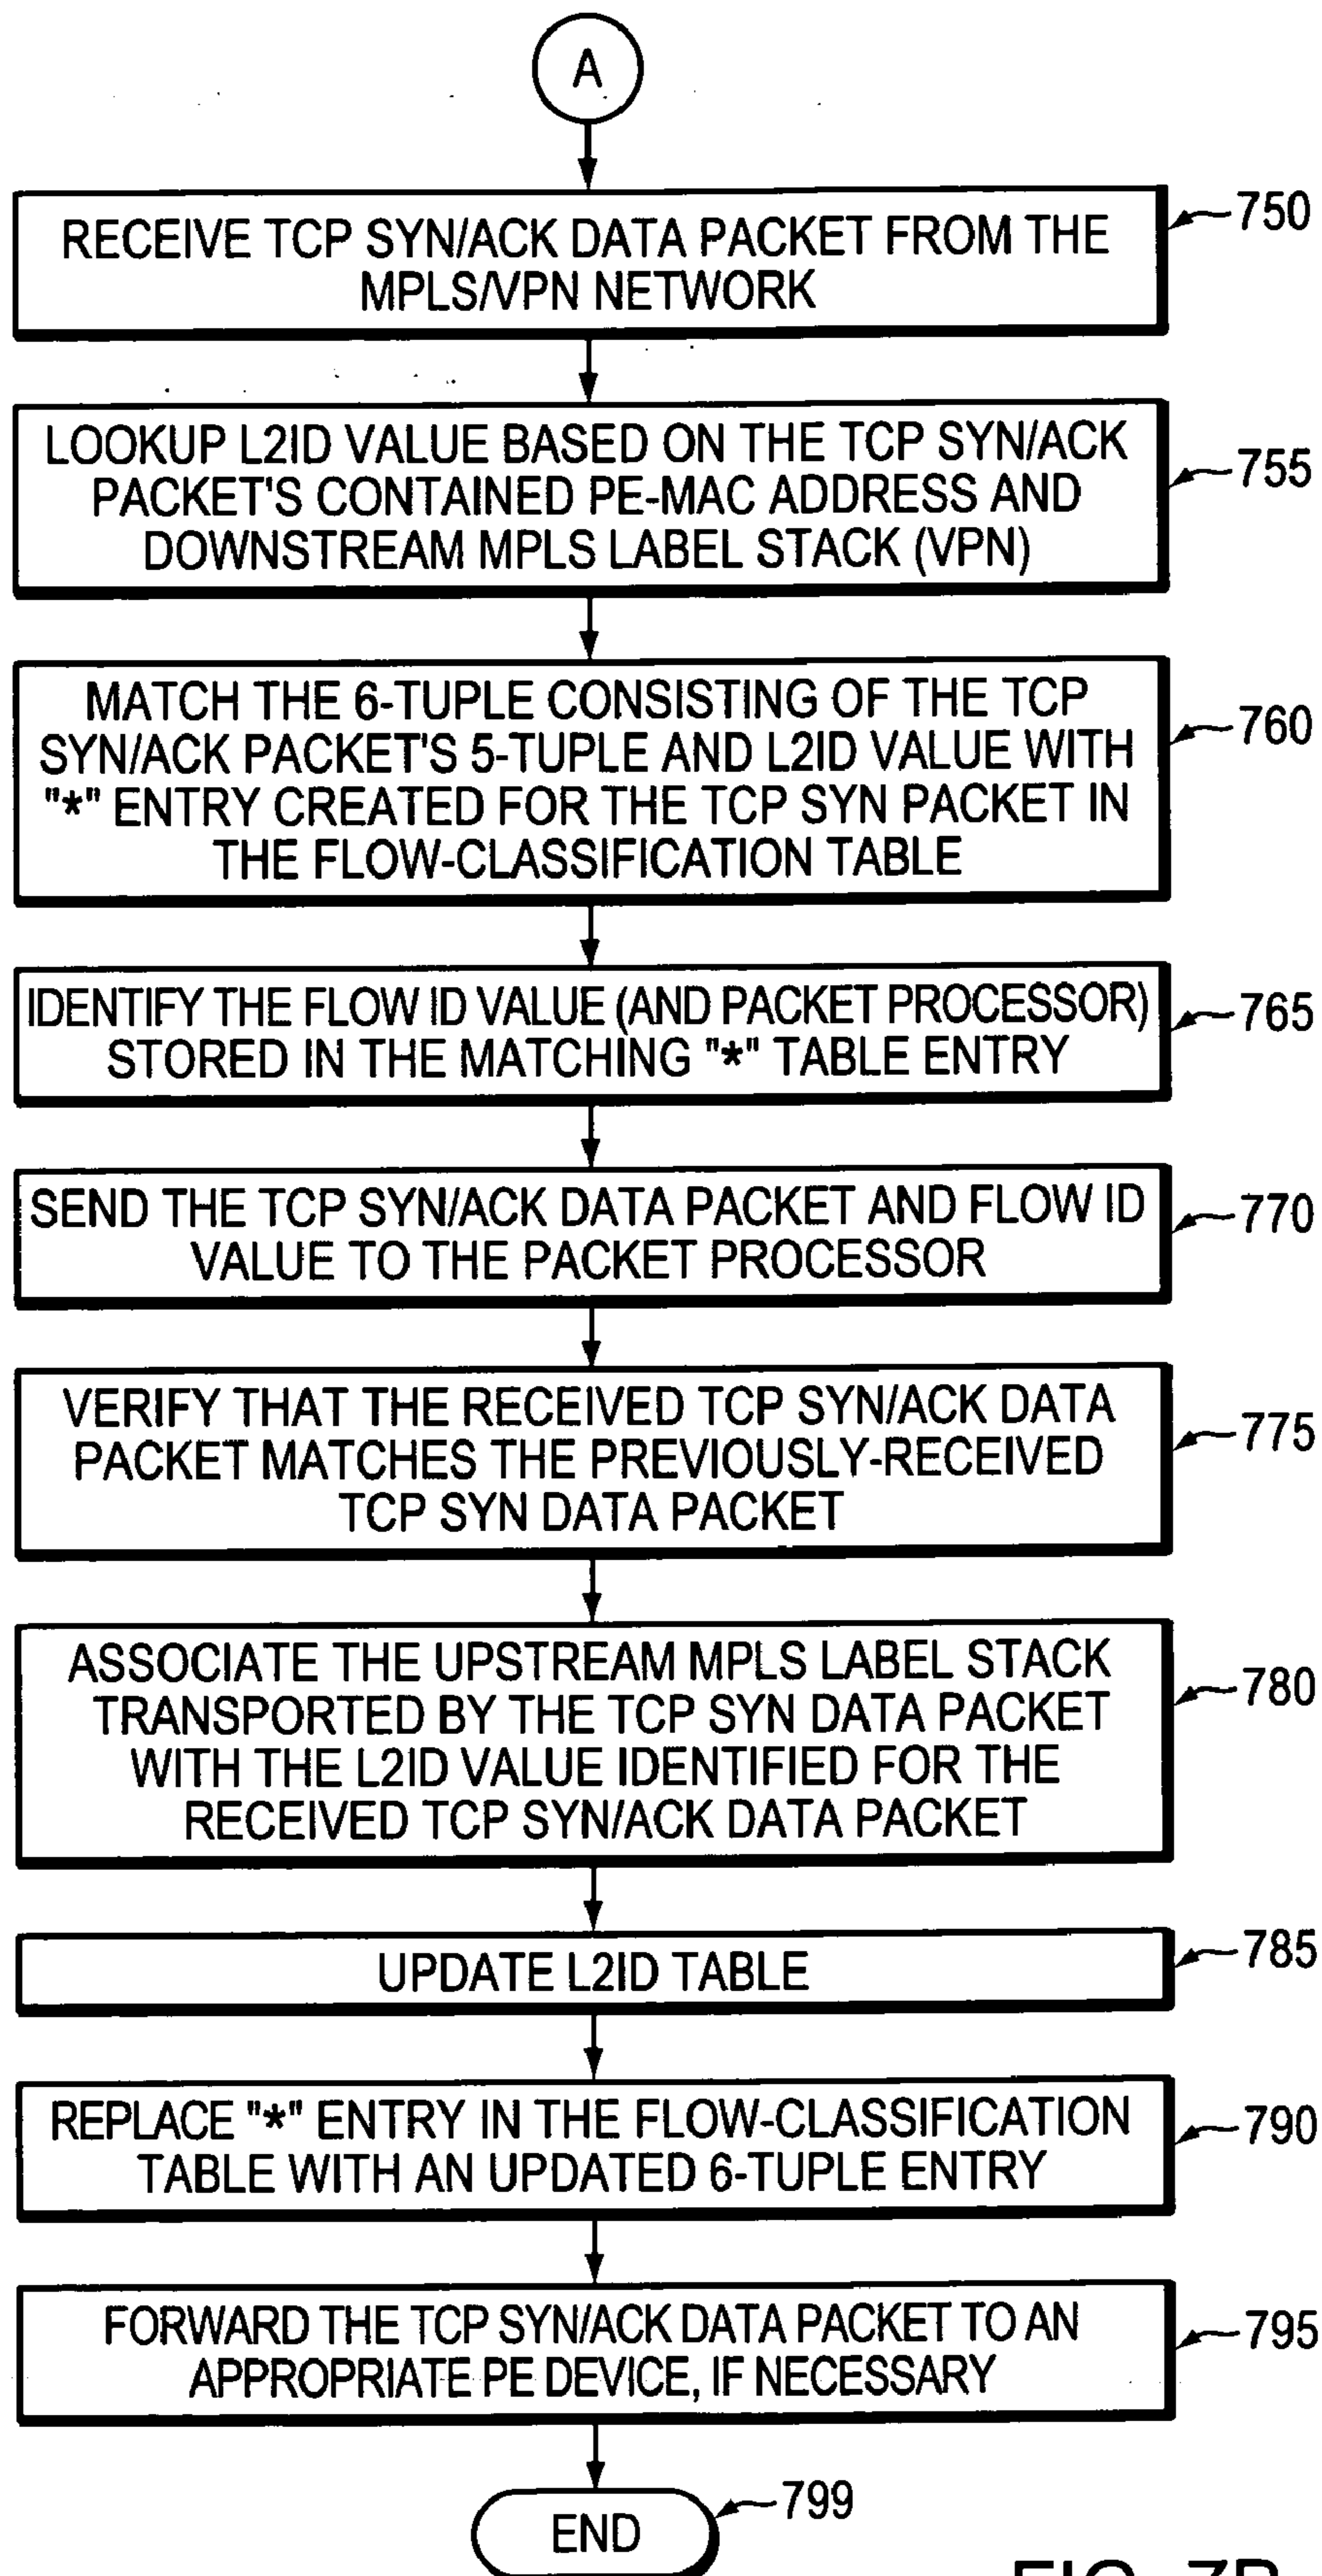 A
RECEIVE TCP SYN/ACK DATA PACKET FROM THE
MPLS/VPN NETWORK
750
LOOKUP L2ID VALUE BASED ON THE TCP SYN/ACK
PACKET'S CONTAINED PE-MAC ADDRESS AND
DOWNSTREAM MPLS LABEL STACK (VPN)
755
MATCH THE 6-TUPLE CONSISTING OF THE TCP
SYN/ACK PACKET'S 5-TUPLE AND L2ID VALUE WITH
"*" ENTRY CREATED FOR THE TCP SYN PACKET IN
THE FLOW-CLASSIFICATION TABLE
760
IDENTIFY THE FLOW ID VALUE (AND PACKET PROCESSOR)
STORED IN THE MATCHING "*" TABLE ENTRY
765
SEND THE TCP SYN/ACK DATA PACKET AND FLOW ID
VALUE TO THE PACKET PROCESSOR
770
VERIFY THAT THE RECEIVED TCP SYN/ACK DATA
PACKET MATCHES THE PREVIOUSLY-RECEIVED
TCP SYN DATA PACKET
775
ASSOCIATE THE UPSTREAM MPLS LABEL STACK
TRANSPORTED BY THE TCP SYN DATA PACKET
WITH THE L2ID VALUE IDENTIFIED FOR THE
RECEIVED TCP SYN/ACK DATA PACKET
780
UPDATE L2ID TABLE
785
REPLACE "*" ENTRY IN THE FLOW-CLASSIFICATION
TABLE WITH AN UPDATED 6-TUPLE ENTRY
790
FORWARD THE TCP SYN/ACK DATA PACKET TO AN
APPROPRIATE PE DEVICE, IF NECESSARY
795
END
799
FIG. 7B